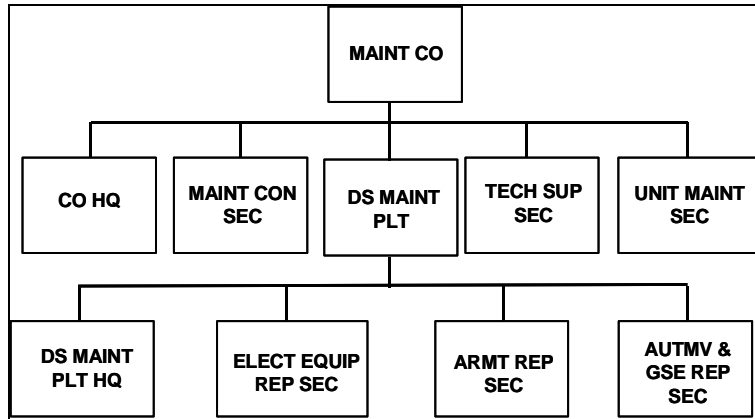 MAINT CO
CO HQ
MAINT CON
SEC
DS MAINT
PLT
TECH SUP
SEC
UNIT MAINT
SEC
DS MAINT
PLT HQ
ELECT EQUIP
REP SEC
ARMT REP
SEC
AUTMV &
GSE REP
SEC